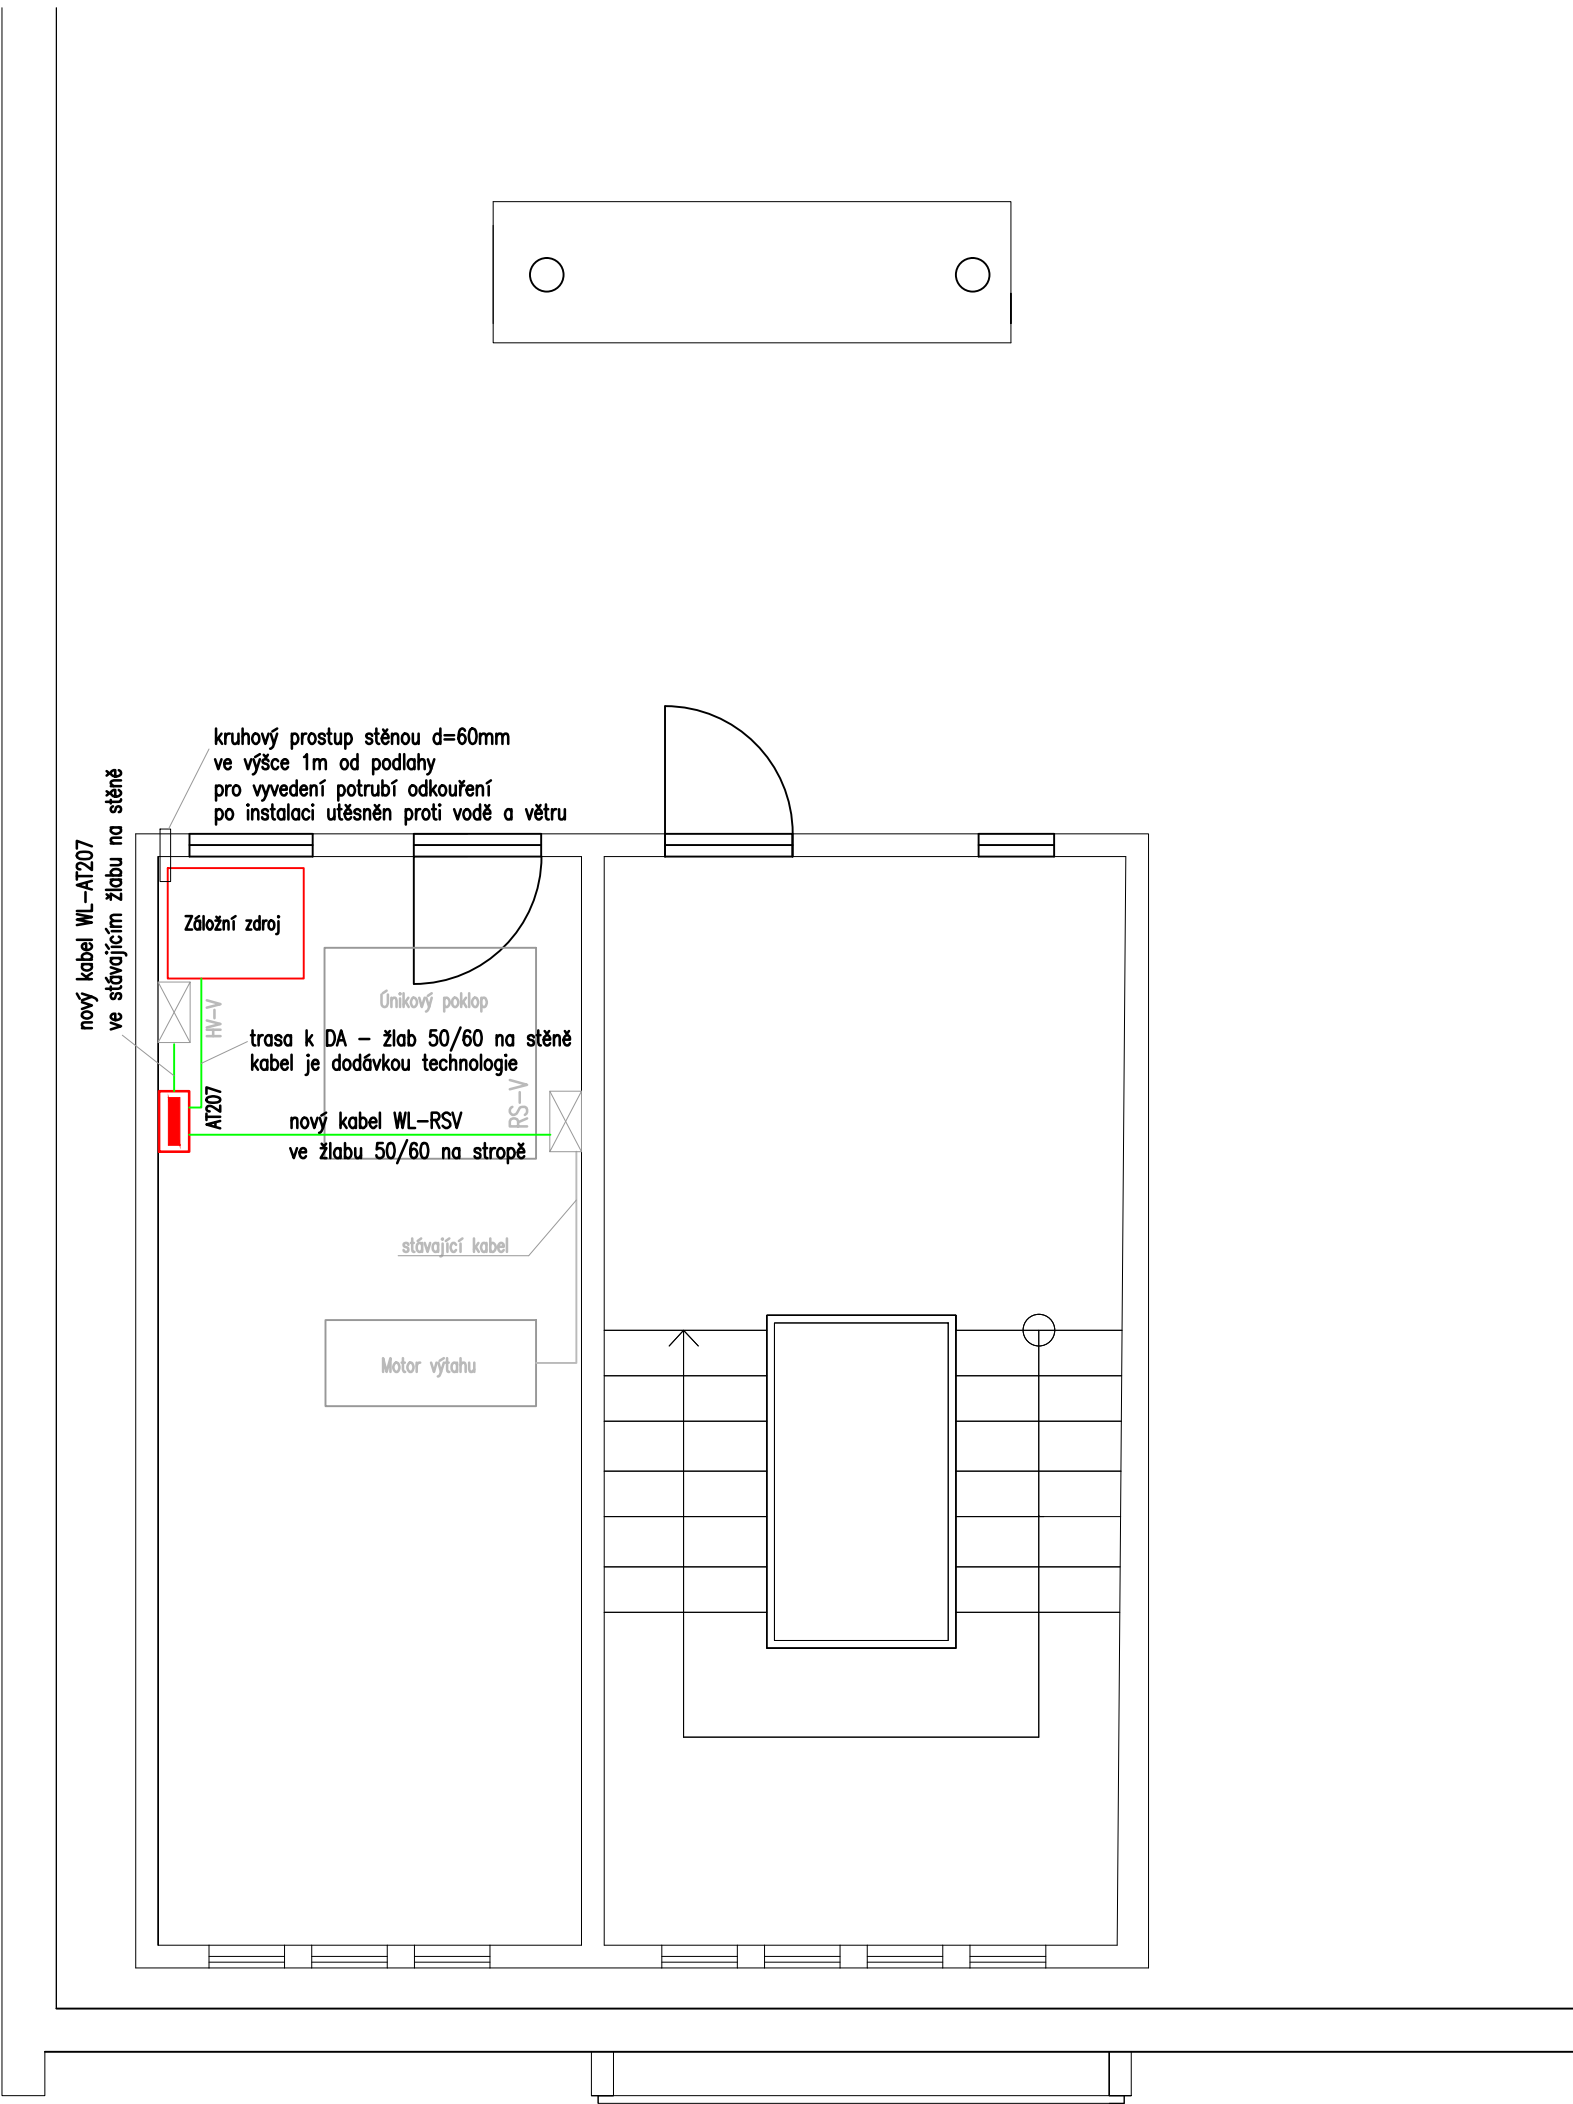 kruhový prostup stěnou d=60mm
ve výšce 1m od podlahy
pro vyvedení potrubí odkouření
po instalaci utěsněn proti vodě a větru
nový kabel WL-AT207
ve stávajícím žlabu na stěně
Záložní zdroj
HV-V
Únikový poklop
trasa k DA - žlab 50/60 na stěně
kabel je dodávkou technologie
AT207
RS-V
nový kabel WL-RSV
ve žlabu 50/60 na stropě
stávající kabel
Motor výtahu